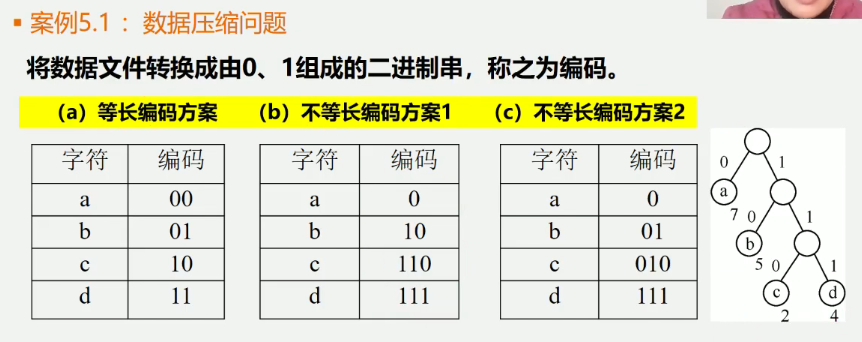 ▪ 案例5.1 ：数据压缩问题
将数据文件转换成由0、1组成的二进制串，称之为编码。
（a）等长编码方案 （b）不等长编码方案1 （c）不等长编码方案2
字符 编码
a 00
b 01
c 10
d 11
字符 编码
a 0
b 10
c 110
d 111
字符 编码
a 0
b 01
c 010
d 111
0 1
a
7 0 1
b
5 0 1
c d
2 4